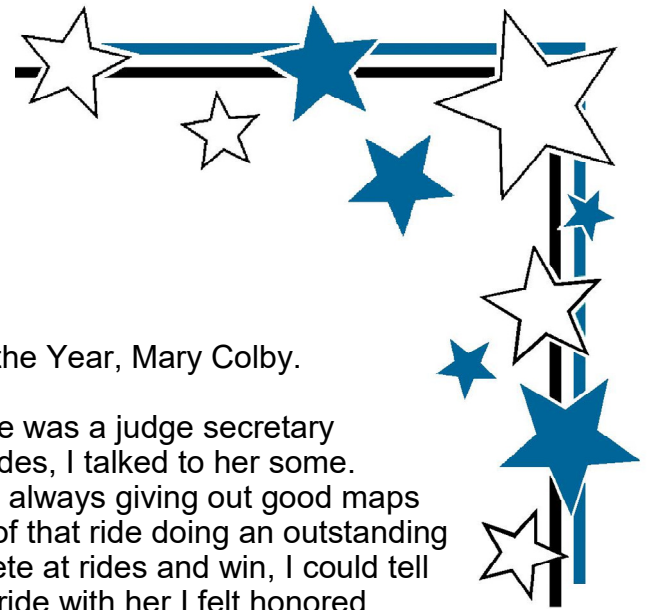 the Year, Mary Colby.
e was a judge secretary
des, I talked to her some.
always giving out good maps
of that ride doing an outstanding
ete at rides and win, I could tell
ride with her I felt honored